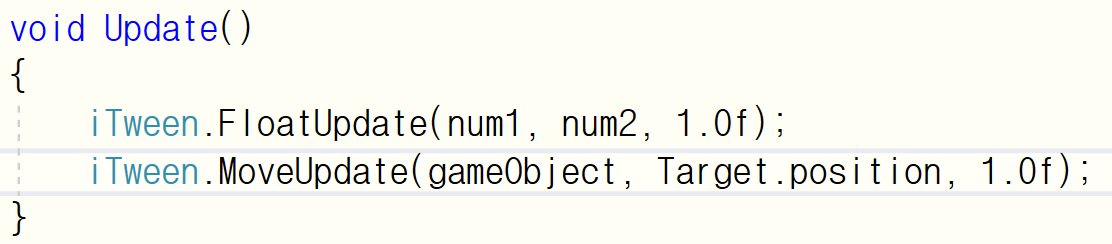 void Update()
{
    iTween.FloatUpdate(num1, num2, 1.0f);
    iTween.MoveUpdate(gameObject, Target.position, 1.0f);
}